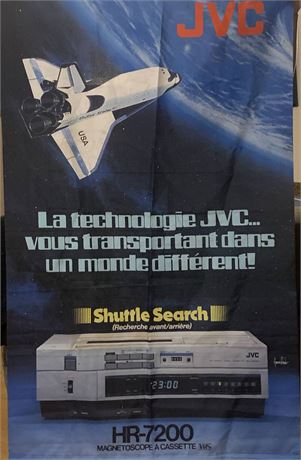 JVC
USA
La technologie JVC...
vous transportant dans
un monde différent!
Shuttle Search
(Recherche avant/arrière)
JVC
23:00
HR-7200
MAGNÉTOSCOPE À CASSETTE VHS